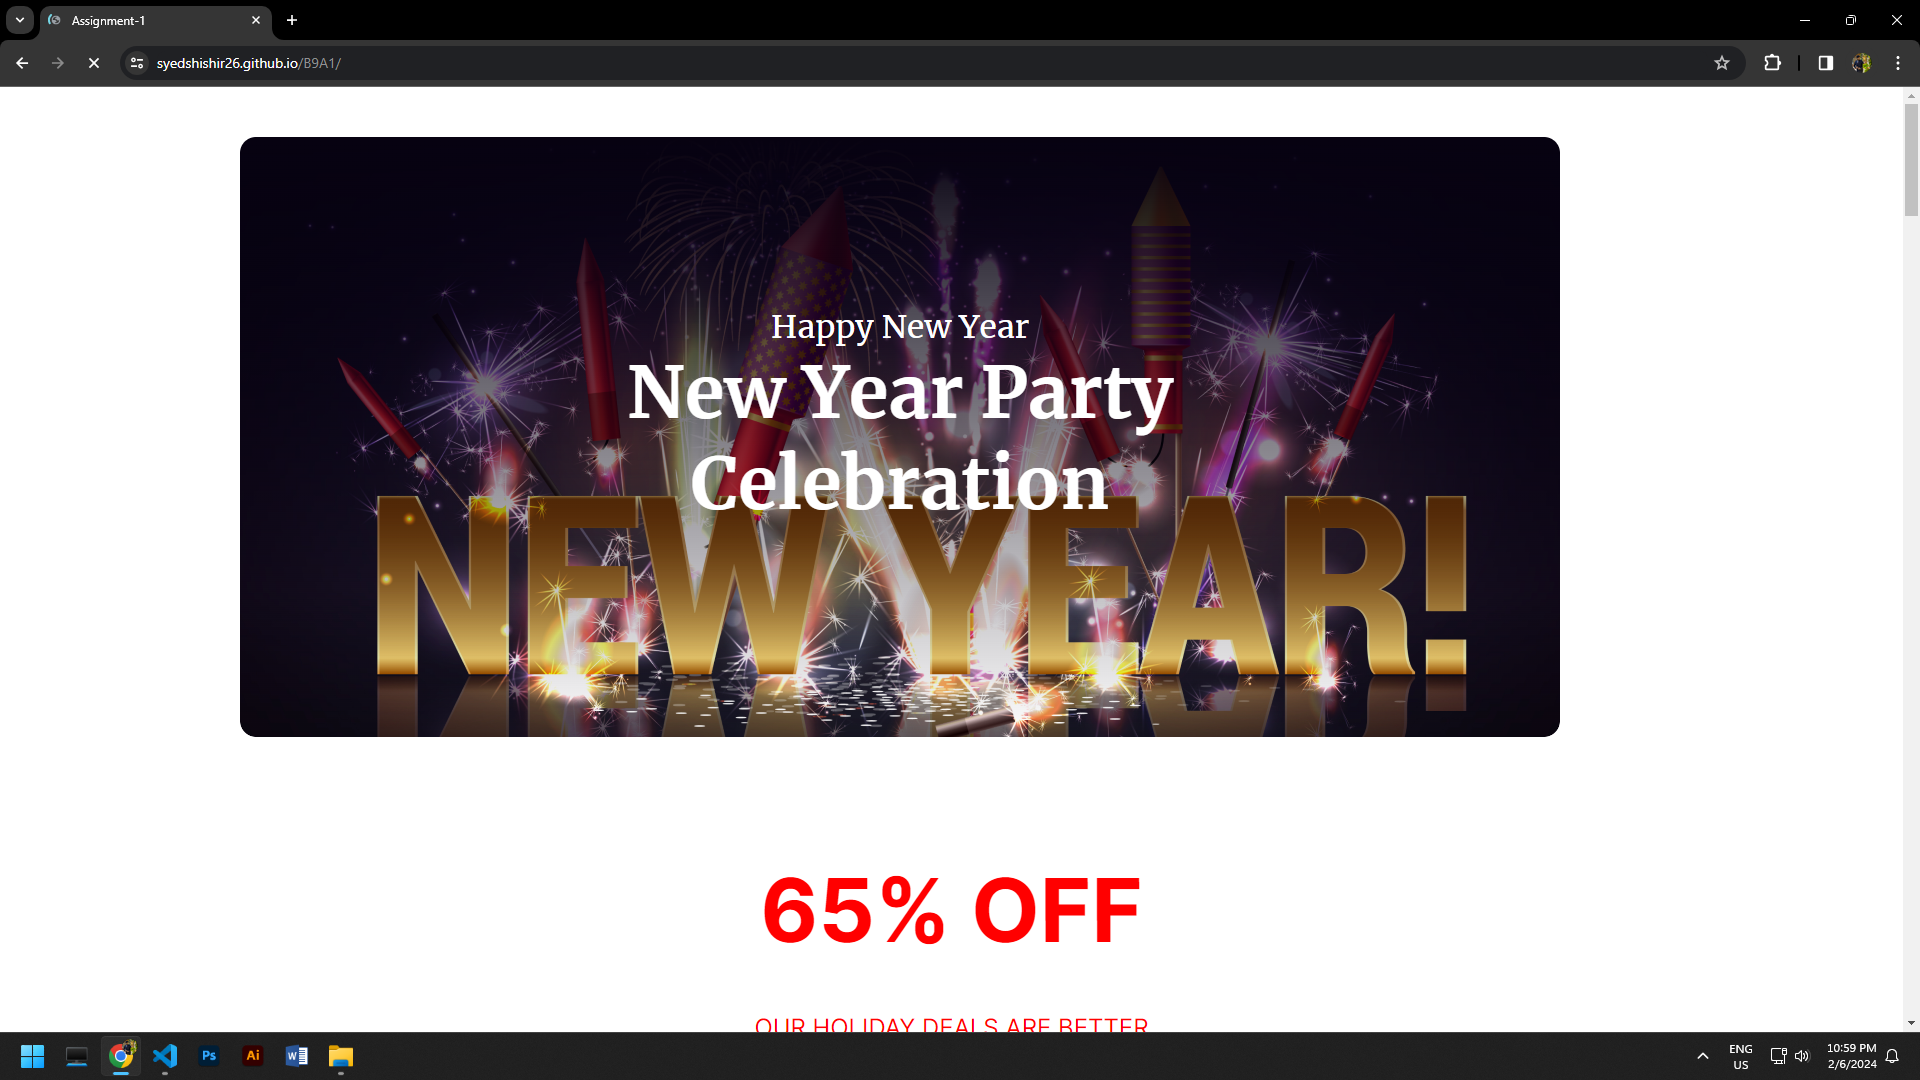 Assignment-1
syedshishir26.github.io/B9A1/
Happy New Year
New Year Party
Celebration
NEW YEAR!
65% OFF
OUR HOLIDAY DEALS ARE BETTER
Ps
Ai
W
ENG
US
10:59 PM
2/6/2024